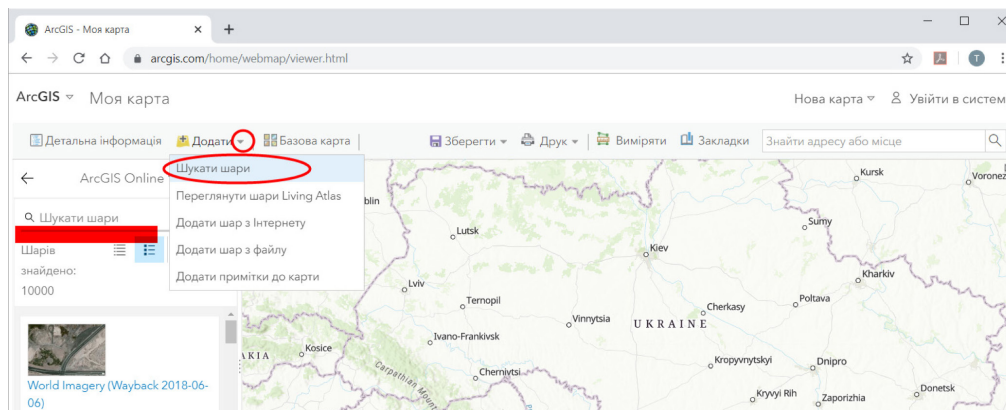 ArcGIS - Моя карта
arcgis.com/home/webmap/viewer.html
T
ArcGIS Моя карта Нова карта Увійти в систем
Детальна інформація Додати Базова карта Зберегти Друк Виміряти Закладки Знайти адресу або місце
ArcGIS Online
Шукати шари
Шарів
знайдено:
10000
Шукати шари
Переглянути шари Living Atlas
Додати шар з Інтернету
Додати шар з файлу
Додати примітки до карти
World Imagery (Wayback 2018-06-
06)
Kursk
Voronez
blin
Lutsk
Sumy
Kiev
Kharkiv
Lviv
Ternopil
Poltava
Cherkasy
Vinnytsia
UKRAINE
Ivano-Frankivsk
AKIA
Kosice
Carpathian Moun
Chernivtsi
Kropyvnytskyi
Dnipro
Kryvyi Rih
Zaporizhia
Donetsk